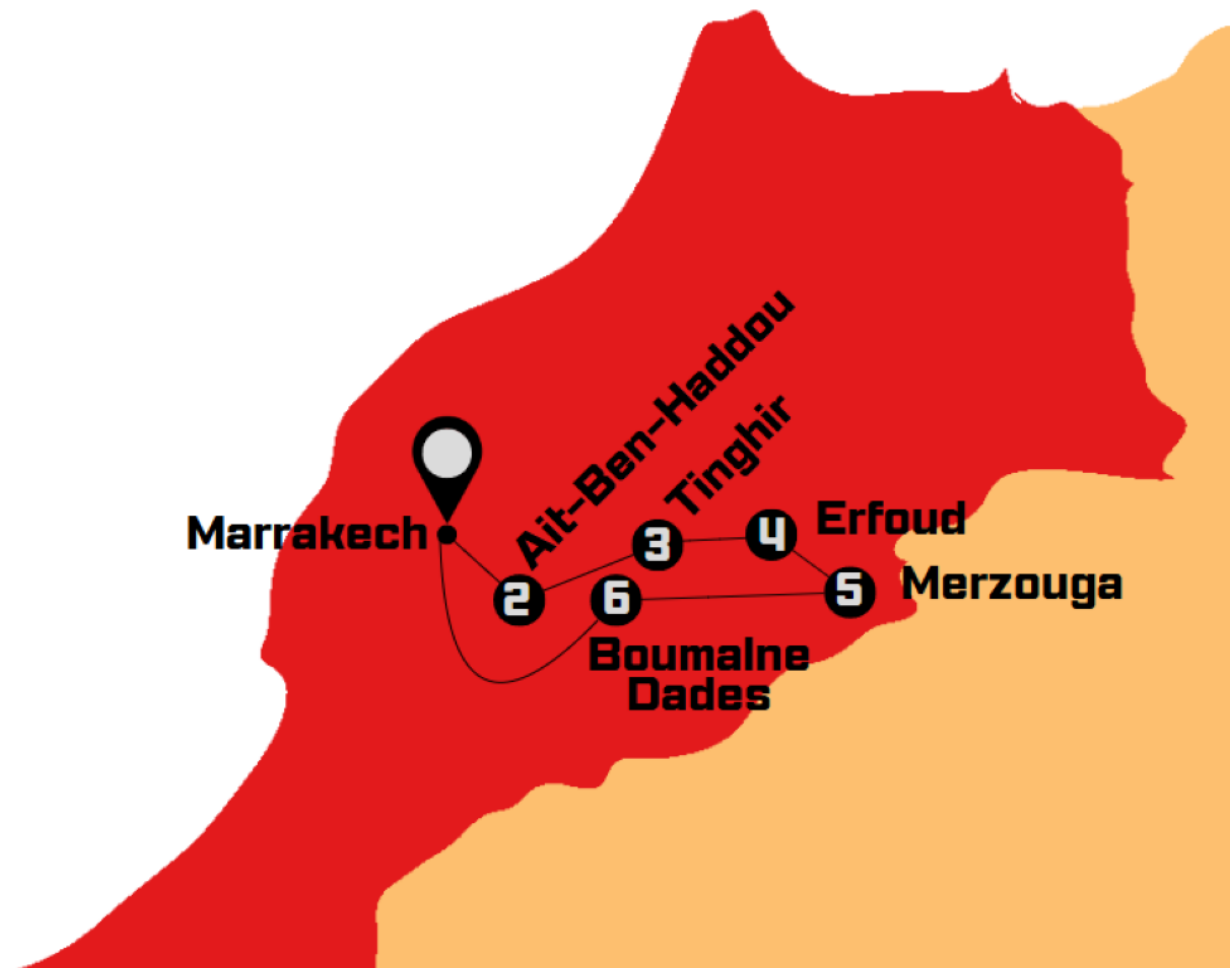 Ait-Ben-Haddou
Tinghir
Marrakech
2
3
4
Erfoud
5
Merzouga
6
Boumalne
Dades